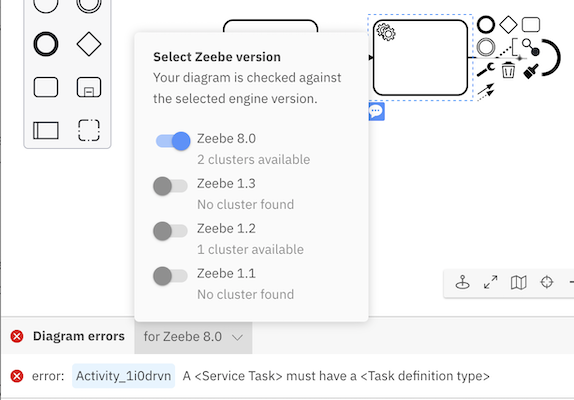 Select Zeebe version
Your diagram is checked against
the selected engine version.
Zeebe 8.0
2 clusters available
Zeebe 1.3
No cluster found
Zeebe 1.2
1 cluster available
Zeebe 1.1
No cluster found
Diagram errors for Zeebe 8.0
error: Activity_1i0drvn A <Service Task> must have a <Task definition type>